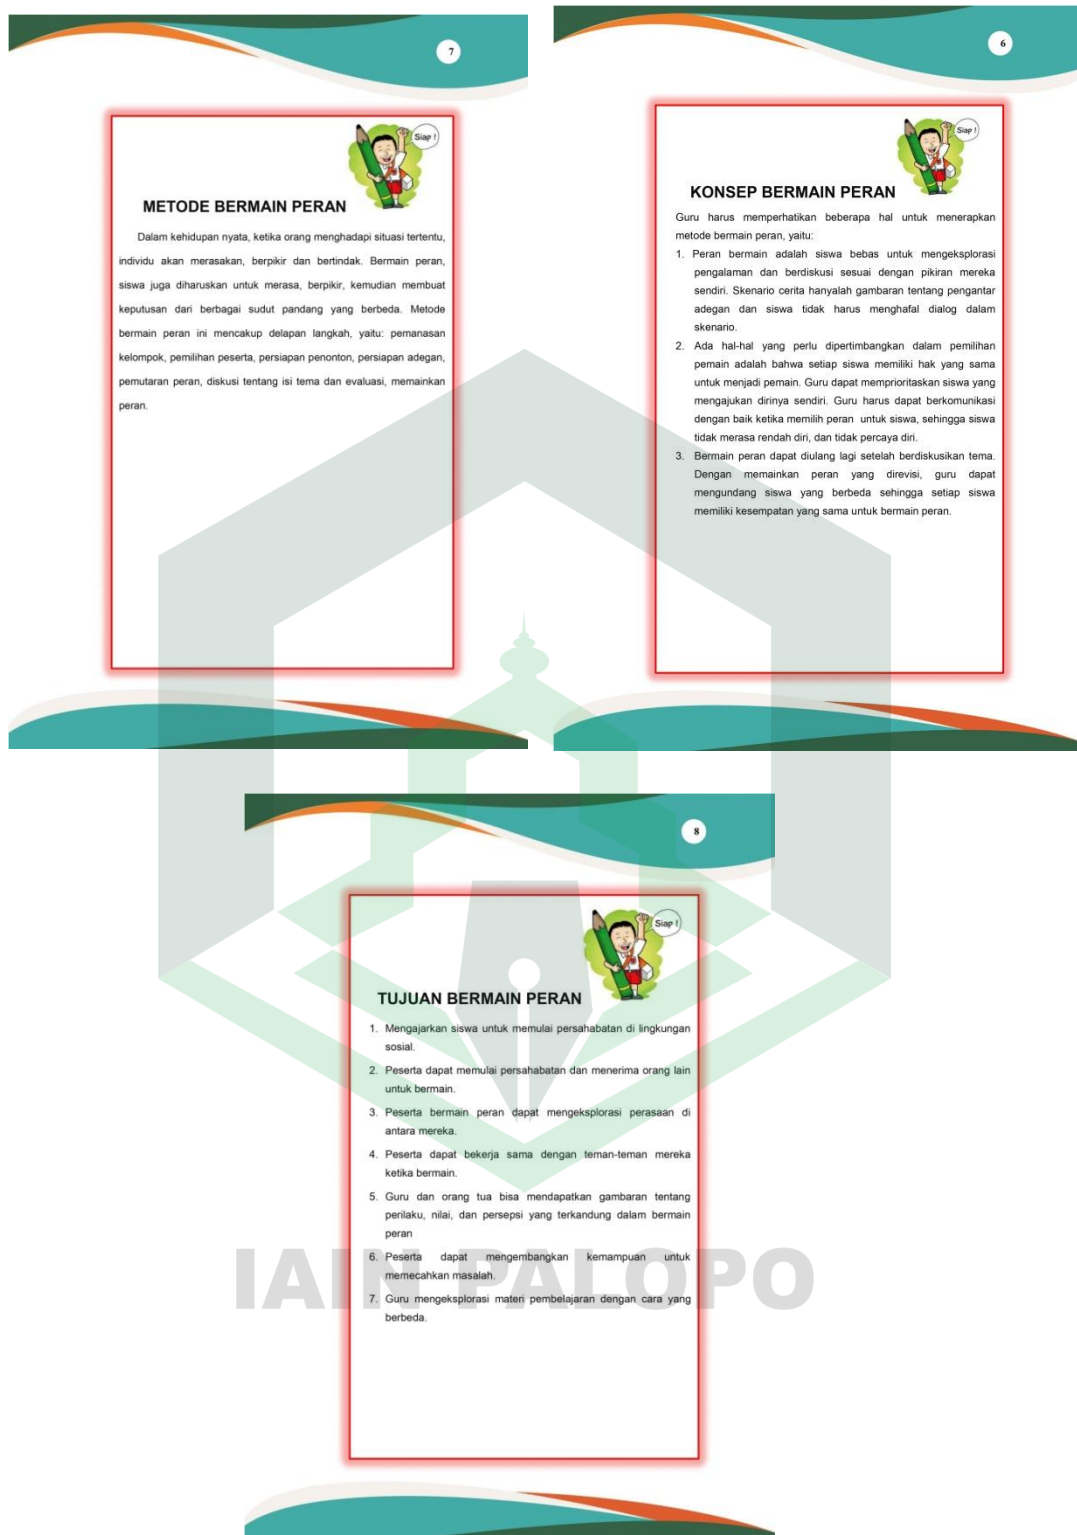 7
Siap !
METODE BERMAIN PERAN
Dalam kehidupan nyata, ketika orang menghadapi situasi tertentu,
individu akan merasakan, berpikir dan bertindak. Bermain peran,
siswa juga diharuskan untuk merasa, berpikir, kemudian membuat
keputusan dari berbagai sudut pandang yang berbeda. Metode
bermain peran ini mencakup delapan langkah, yaitu: pemanasan
kelompok, pemilihan peserta, persiapan penonton, persiapan adegan,
pemutaran peran, diskusi tentang isi tema dan evaluasi, memainkan
peran.
6
Siap !
KONSEP BERMAIN PERAN
Guru harus memperhatikan beberapa hal untuk menerapkan
metode bermain peran, yaitu:
1. Peran bermain adalah siswa bebas untuk mengeksplorasi
pengalaman dan berdiskusi sesuai dengan pikiran mereka
sendiri. Skenario cerita hanyalah gambaran tentang pengantar
adegan dan siswa tidak harus menghafal dialog dalam
skenario.
2. Ada hal-hal yang perlu dipertimbangkan dalam pemilihan
pemain adalah bahwa setiap siswa memiliki hak yang sama
untuk menjadi pemain. Guru dapat memprioritaskan siswa yang
mengajukan dirinya sendiri. Guru harus dapat berkomunikasi
dengan baik ketika memilih peran untuk siswa, sehingga siswa
tidak merasa rendah diri, dan tidak percaya diri.
3. Bermain peran dapat diulang lagi setelah berdiskusikan tema.
Dengan memainkan peran yang direvisi, guru dapat
mengundang siswa yang berbeda sehingga setiap siswa
memiliki kesempatan yang sama untuk bermain peran.
8
Siap !
TUJUAN BERMAIN PERAN
1. Mengajarkan siswa untuk memulai persahabatan di lingkungan
sosial.
2. Peserta dapat memulai persahabatan dan menerima orang lain
untuk bermain.
3. Peserta bermain peran dapat mengeksplorasi perasaan di
antara mereka.
4. Peserta dapat bekerja sama dengan teman-teman mereka
ketika bermain.
5. Guru dan orang tua bisa mendapatkan gambaran tentang
perilaku, nilai, dan persepsi yang terkandung dalam bermain
peran
6. Peserta dapat mengembangkan kemampuan untuk
memecahkan masalah.
7. Guru mengeksplorasi materi pembelajaran dengan cara yang
berbeda.
IAIN PALOPO